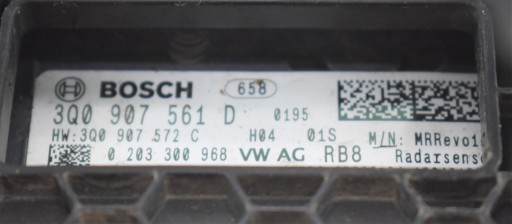 BOSCH 658
3Q0 907 561 D 0195
HW:3Q0 907 572 C H04 01S M/N: MRRevo1
0 203 300 968 VW AG RB8 Radarsens